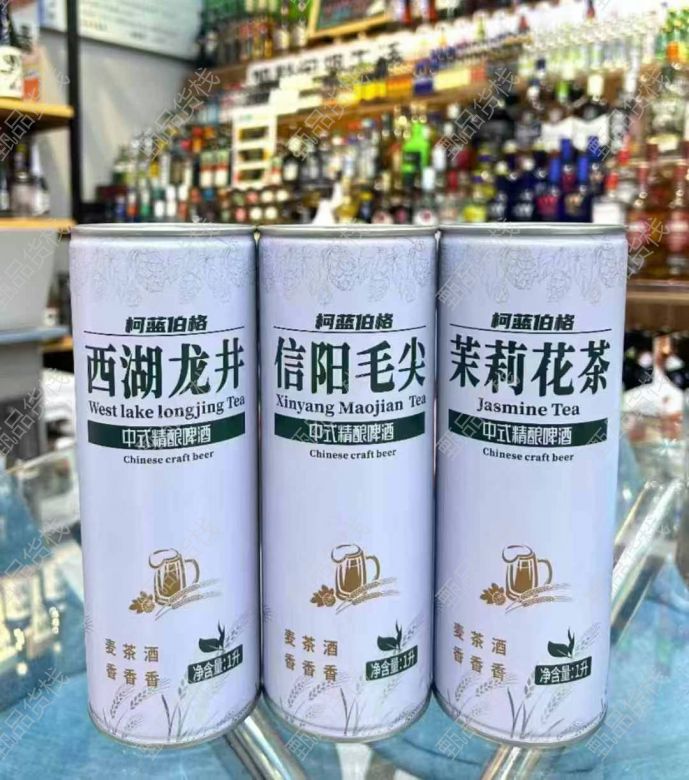 柯蓝伯格
西湖龙井
West lake longjing Tea
中式精酿啤酒
Chinese craft beer
麦茶酒
香香香
净含量:1升
柯蓝伯格
信阳毛尖
Xinyang Maojian Tea
中式精酿啤酒
Chinese craft beer
麦茶酒
香香香
净含量:1升
柯蓝伯格
茉莉花茶
Jasmine Tea
中式精酿啤酒
Chinese craft beer
麦茶酒
香香香
净含量:1升
甄品货栈